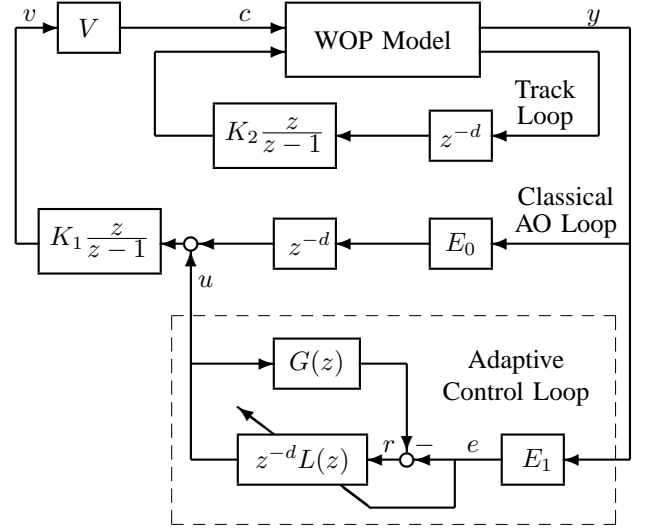 v
V
c
WOP Model
y
Track
Loop
K₂ z/(z − 1)
z⁻ᵈ
Classical
AO Loop
K₁ z/(z − 1)
z⁻ᵈ
E₀
u
G(z)
Adaptive
Control Loop
z⁻ᵈL(z)
r
−
e
E₁